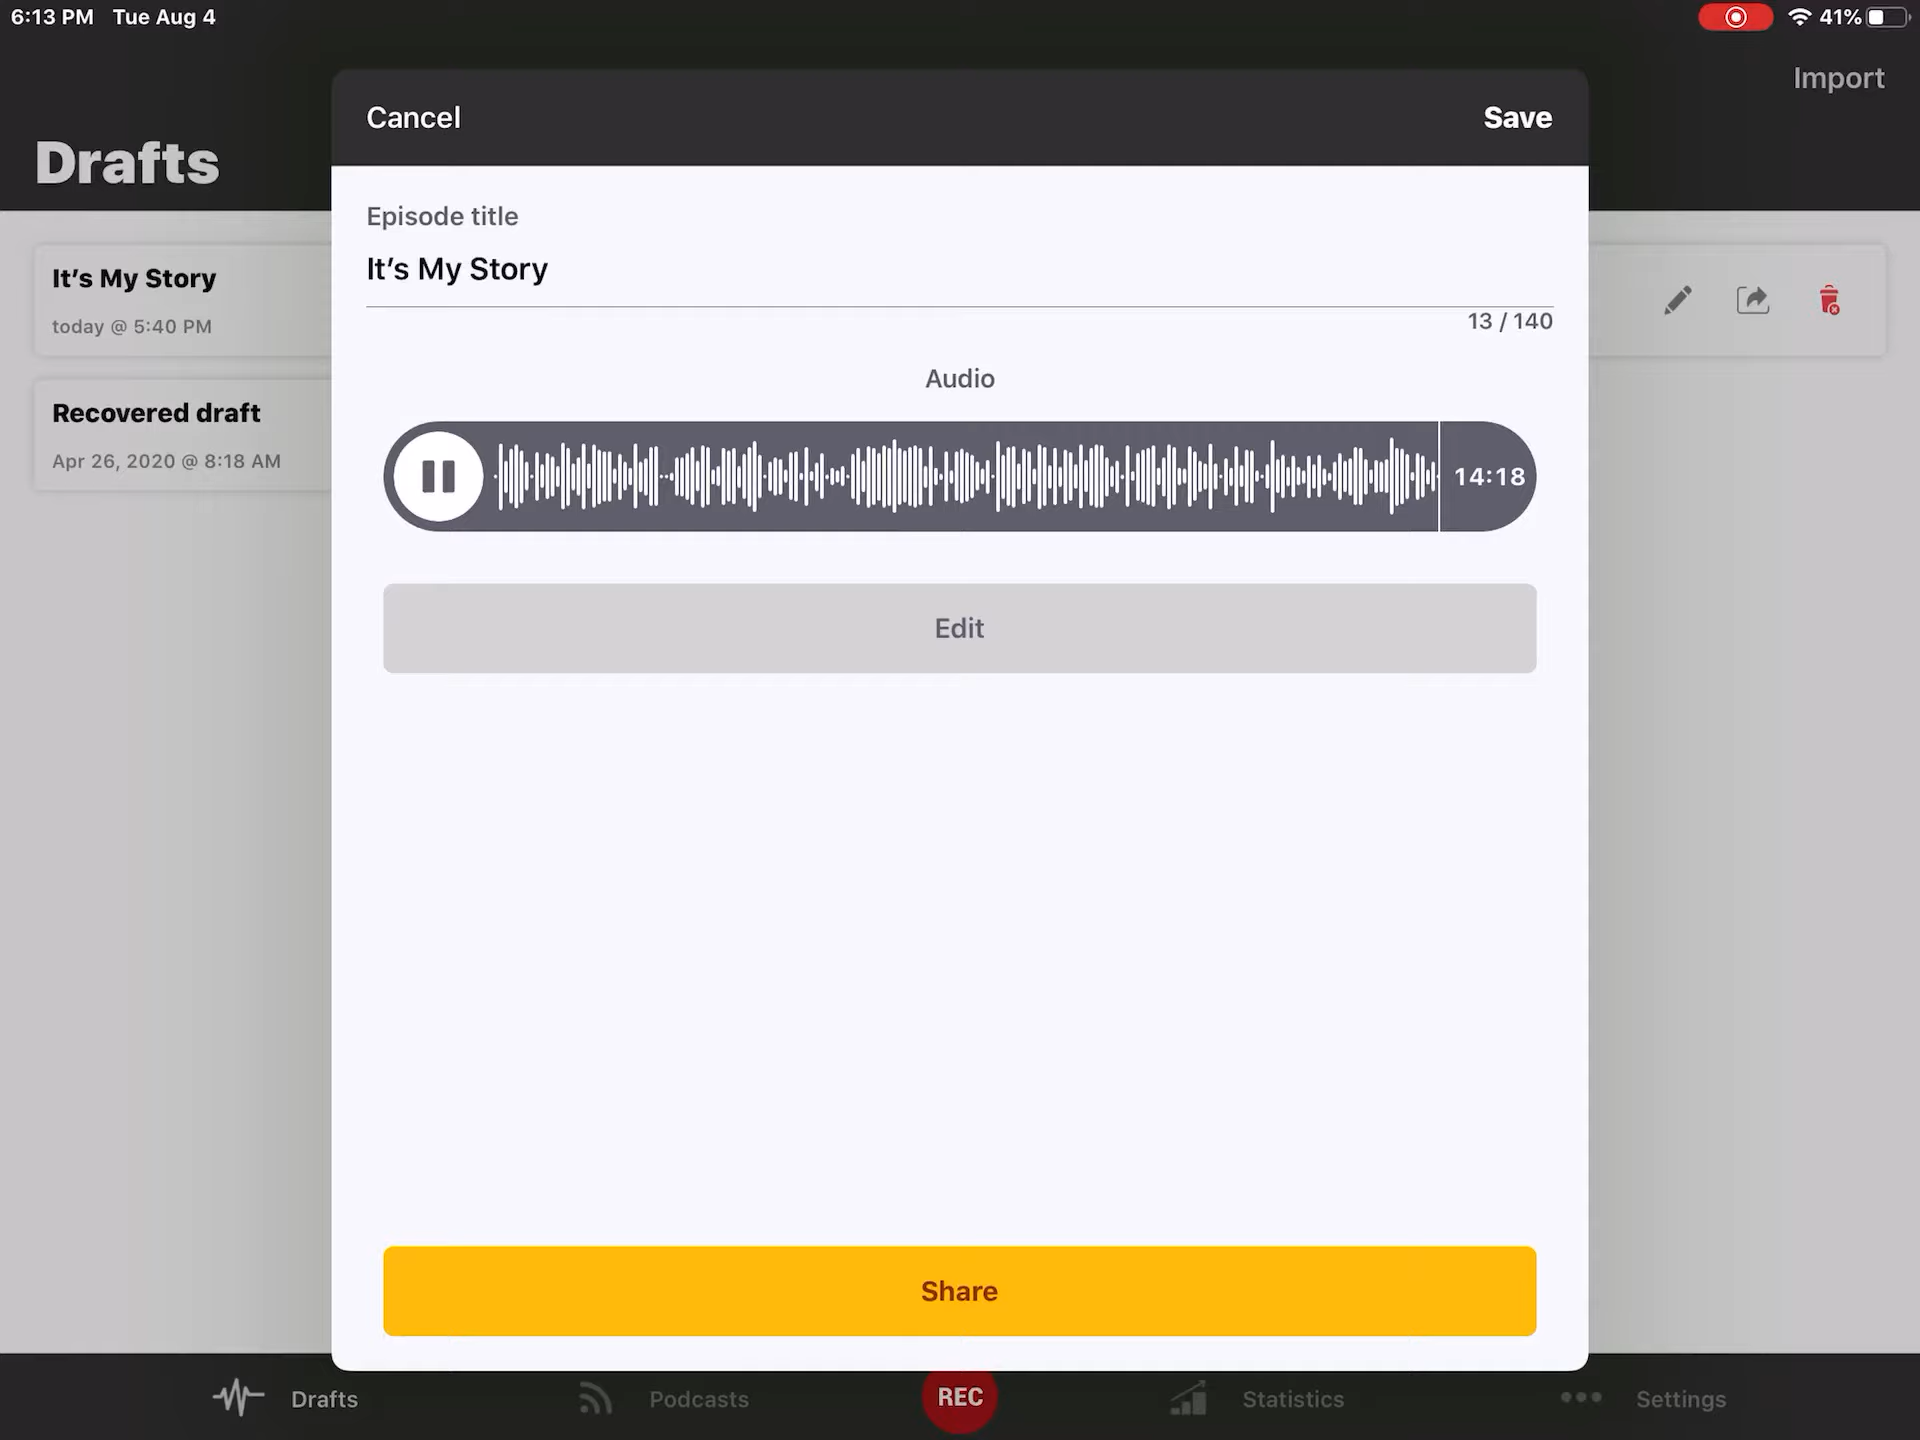 6:13 PM Tue Aug 4
41%
Import
Drafts
Cancel
Save
Episode title
It’s My Story
13 / 140
It’s My Story
today @ 5:40 PM
Recovered draft
Apr 26, 2020 @ 8:18 AM
Audio
14:18
Edit
Share
Drafts
Podcasts
REC
Statistics
Settings